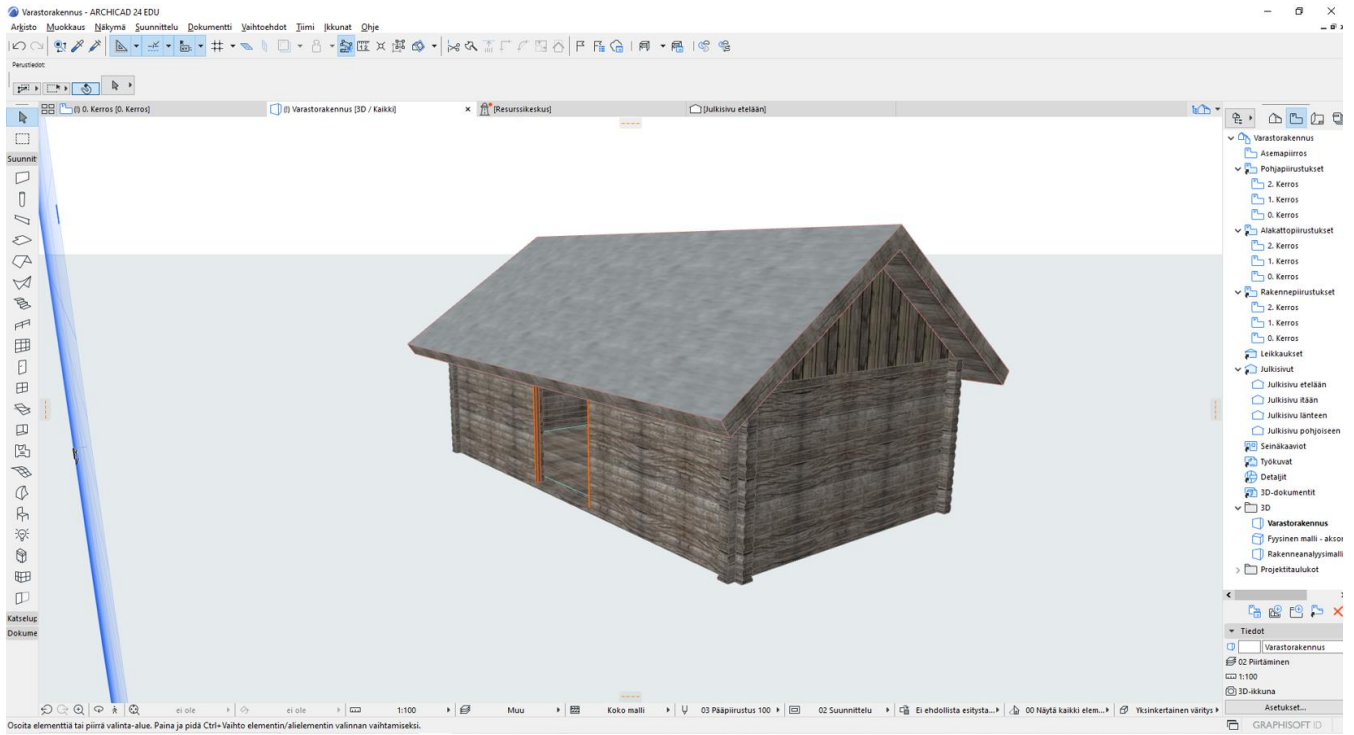 Varastorakennus - ARCHICAD 24 EDU
Arkisto Muokkaus Näkymä Suunnittelu Dokumentti Vaihtoehdot Tiimi Ikkunat Ohje
Perustiedot:
(!) 0. Kerros [0. Kerros] (!) Varastorakennus [3D / Kaikki] [Resurssikeskus] [Julkisivu etelään]
Suunnit
Katselup
Dokume
Varastorakennus
Asemapiirros
Pohjapiirustukset
2. Kerros
1. Kerros
0. Kerros
Alakattopiirustukset
2. Kerros
1. Kerros
0. Kerros
Rakennepiirustukset
2. Kerros
1. Kerros
0. Kerros
Leikkaukset
Julkisivut
Julkisivu etelään
Julkisivu itään
Julkisivu länteen
Julkisivu pohjoiseen
Seinäkaaviot
Työkuvat
Detaljit
3D-dokumentit
3D
Varastorakennus
Fyysinen malli - aksor
Rakenneanalyysimalli
Projektitaulukot
Tiedot
Varastorakennus
02 Piirtäminen
1:100
3D-ikkuna
Asetukset...
ei ole ei ole 1:100 Muu Koko malli 03 Pääpiirustus 100 02 Suunnittelu Ei ehdollista esitysta... 00 Näytä kaikki elem... Yksinkertainen väritys
Osoita elementtiä tai piirrä valinta-alue. Paina ja pidä Ctrl+Vaihto elementin/alielementin valinnan vaihtamiseksi.
GRAPHISOFT ID